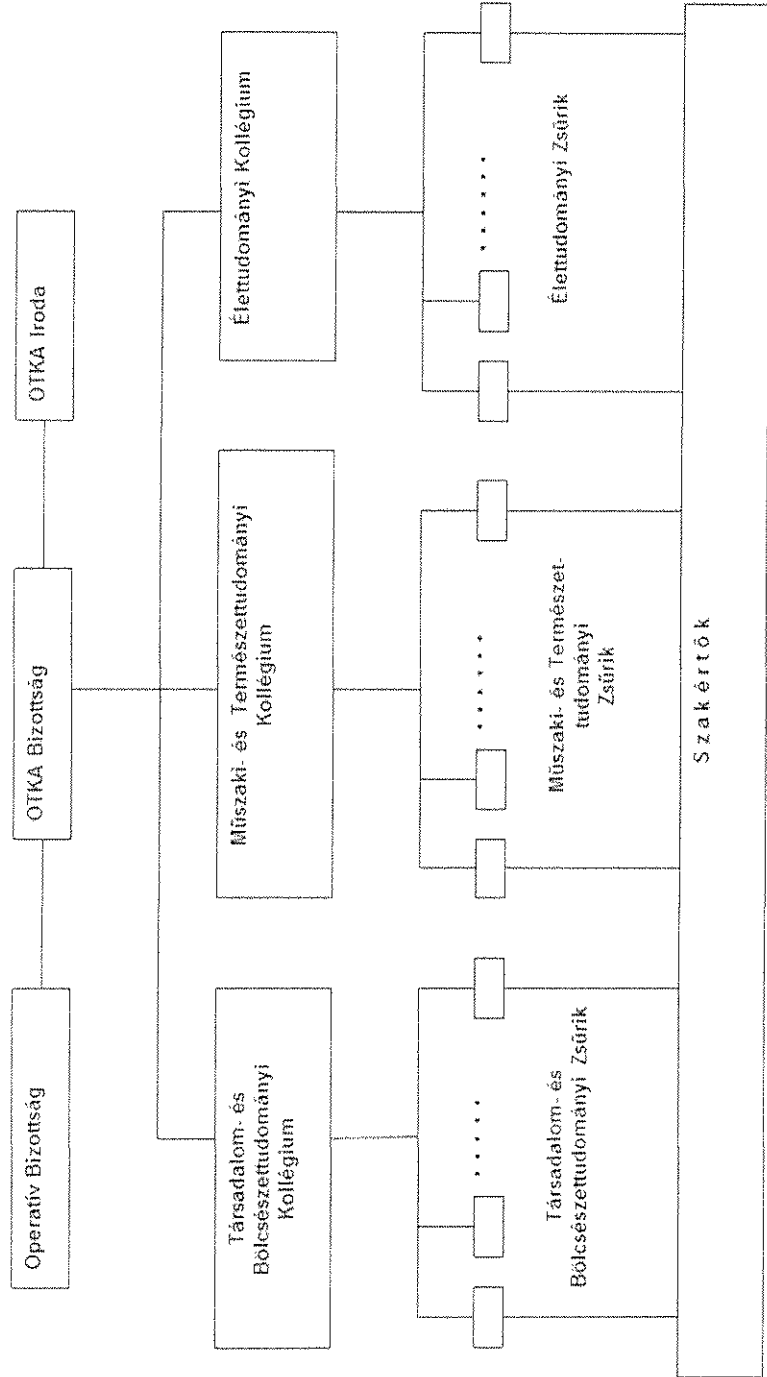 Operatív Bizottság
OTKA Bizottság
OTKA Iroda
Társadalom- és
Bölcsészettudományi
Kollégium
Műszaki- és Természettudományi
Kollégium
Élettudományi Kollégium
Társadalom- és
Bölcsészettudományi Zsűrik
Műszaki- és Természet-
tudományi
Zsűrik
Élettudományi Zsűrik
Szakértők